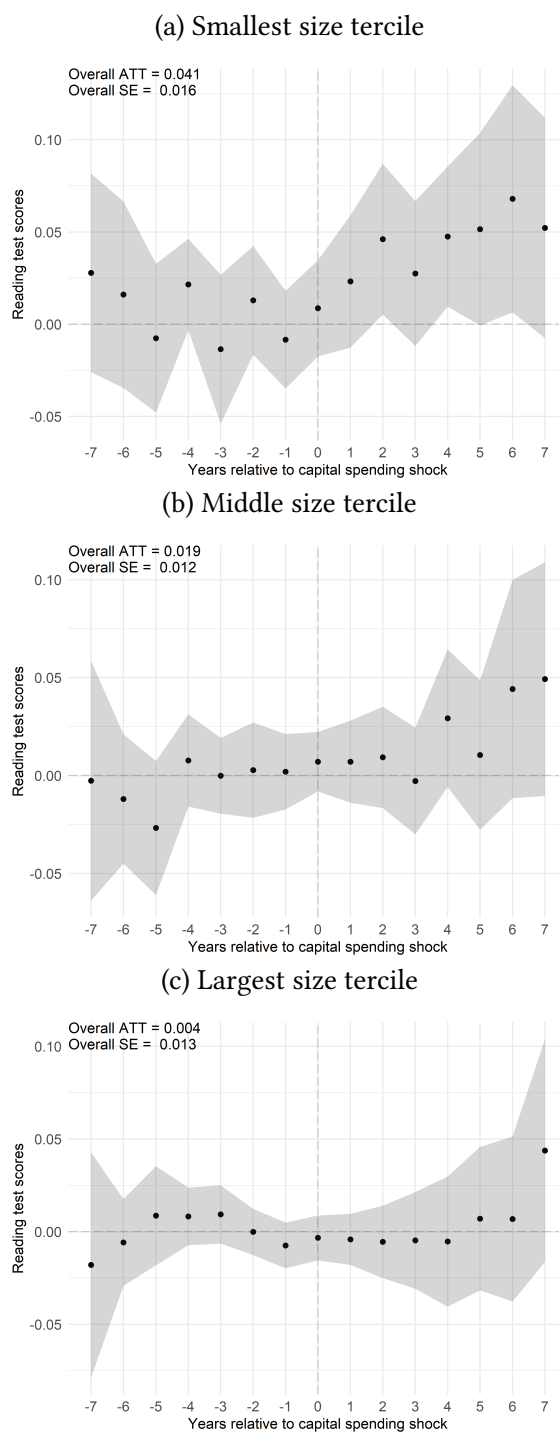 (a) Smallest size tercile
Overall ATT = 0.041
Overall SE =  0.016
0.10
0.05
0.00
-0.05
Reading test scores
-7 -6 -5 -4 -3 -2 -1 0 1 2 3 4 5 6 7
Years relative to capital spending shock
(b) Middle size tercile
Overall ATT = 0.019
Overall SE =  0.012
0.10
0.05
0.00
-0.05
Reading test scores
-7 -6 -5 -4 -3 -2 -1 0 1 2 3 4 5 6 7
Years relative to capital spending shock
(c) Largest size tercile
Overall ATT = 0.004
Overall SE =  0.013
0.10
0.05
0.00
-0.05
Reading test scores
-7 -6 -5 -4 -3 -2 -1 0 1 2 3 4 5 6 7
Years relative to capital spending shock